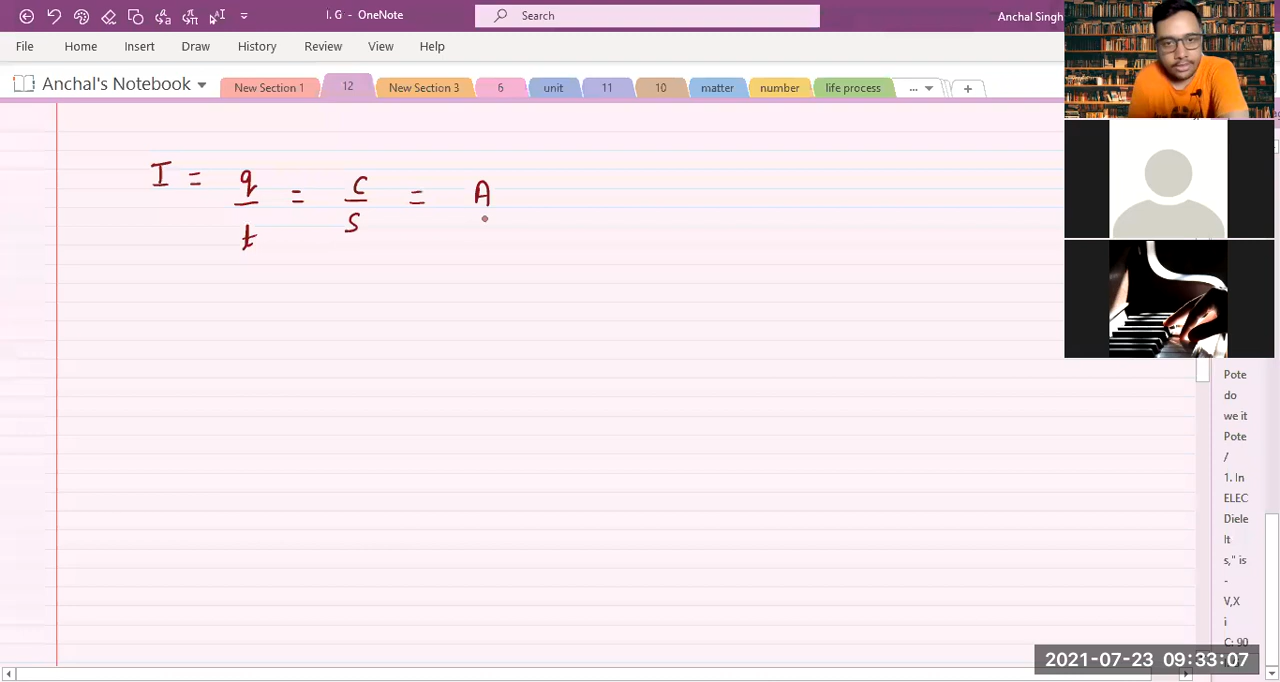 I. G - OneNote
Search
Anchal Singh
File Home Insert Draw History Review View Help
Anchal's Notebook
New Section 1 12 New Section 3 6 unit 11 10 matter number life process ... +
I = q/t = C/S = A
Pote
do
we it
Pote
/
1. In
ELEC
Diele
It
s," is
-
V,X
i
C: 90
2021-07-23 09:33:07